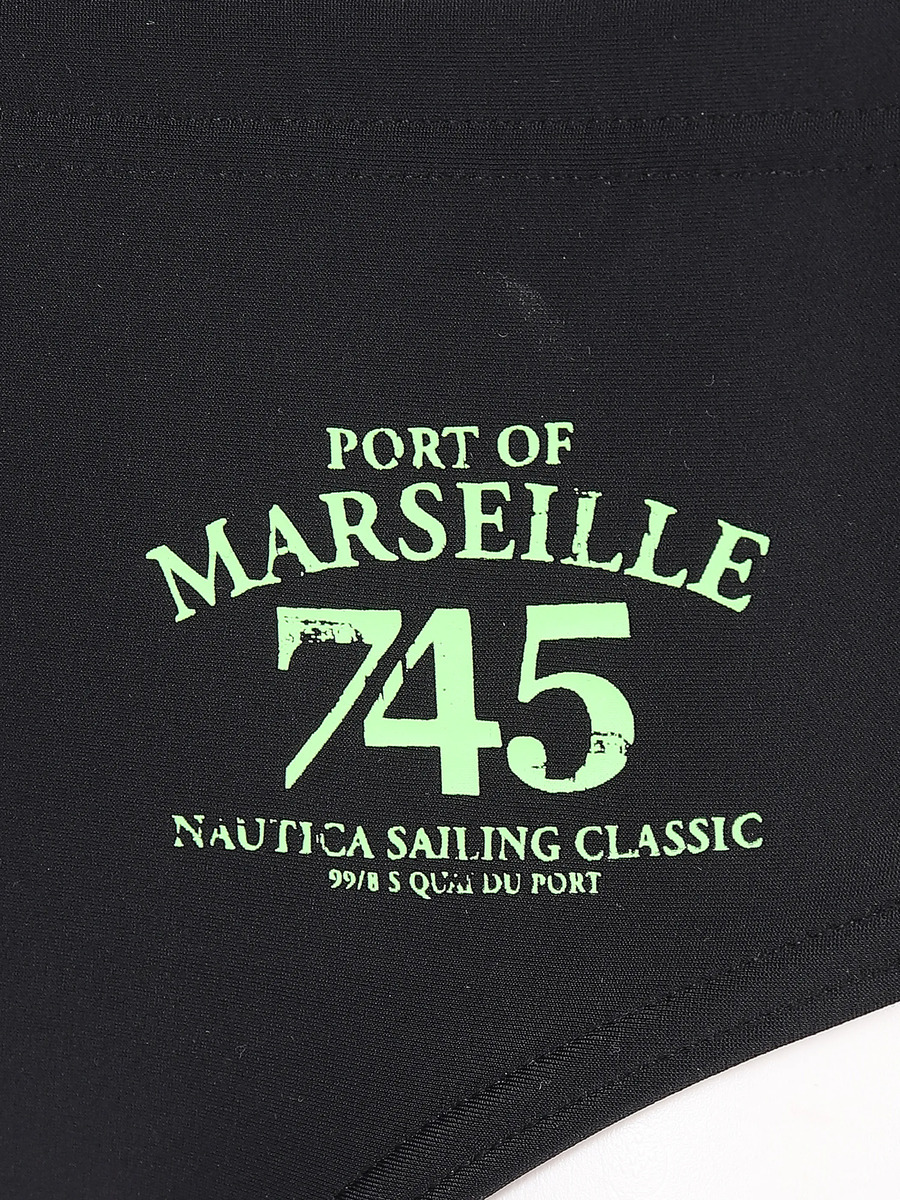 PORT OF
MARSEILLE
745
NAUTICA SAILING CLASSIC
99/8 S QUAI DU PORT